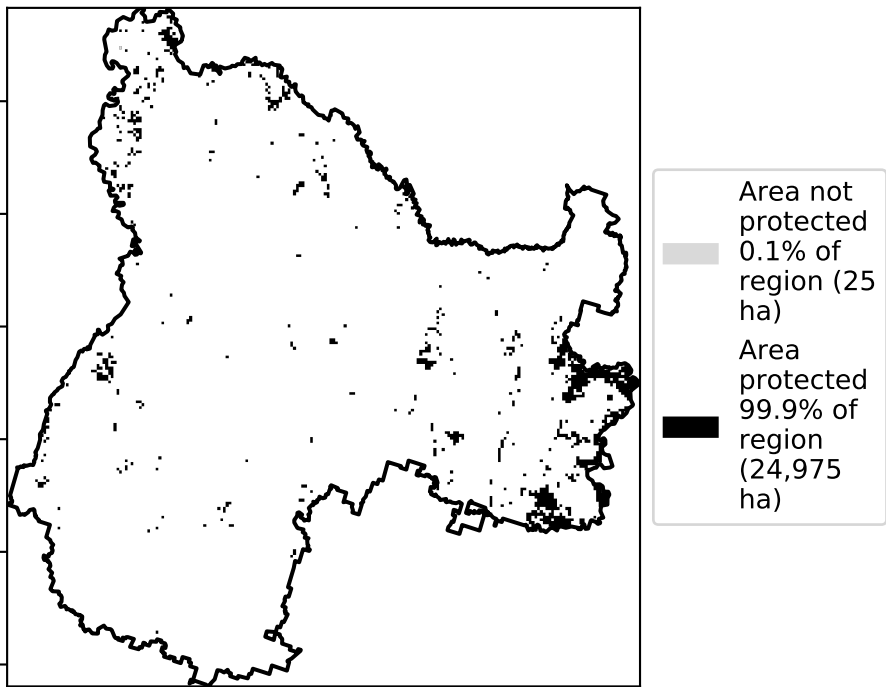 Area not
protected
0.1% of
region (25
ha)
Area
protected
99.9% of
region
(24,975
ha)